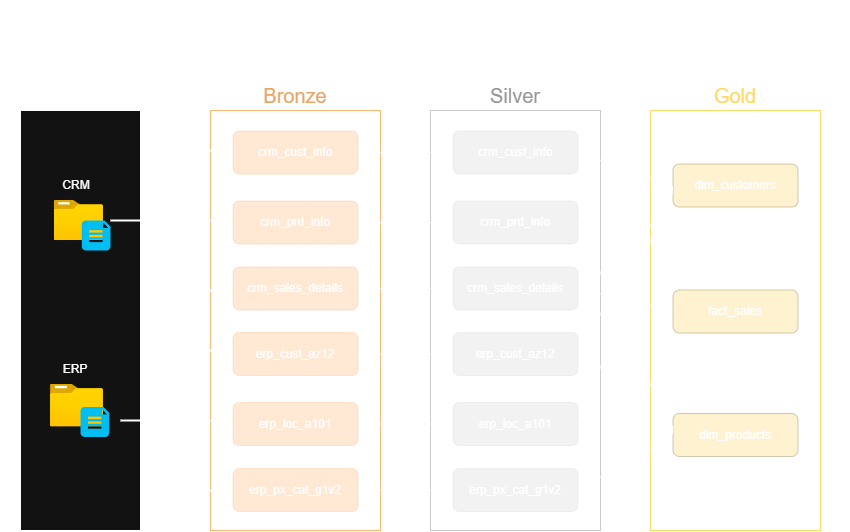 Bronze
Silver
Gold
CRM
ERP
crm_cust_info
crm_prd_info
crm_sales_details
erp_cust_az12
erp_loc_a101
erp_px_cat_g1v2
crm_cust_info
crm_prd_info
crm_sales_details
erp_cust_az12
erp_loc_a101
erp_px_cat_g1v2
dim_customers
fact_sales
dim_products